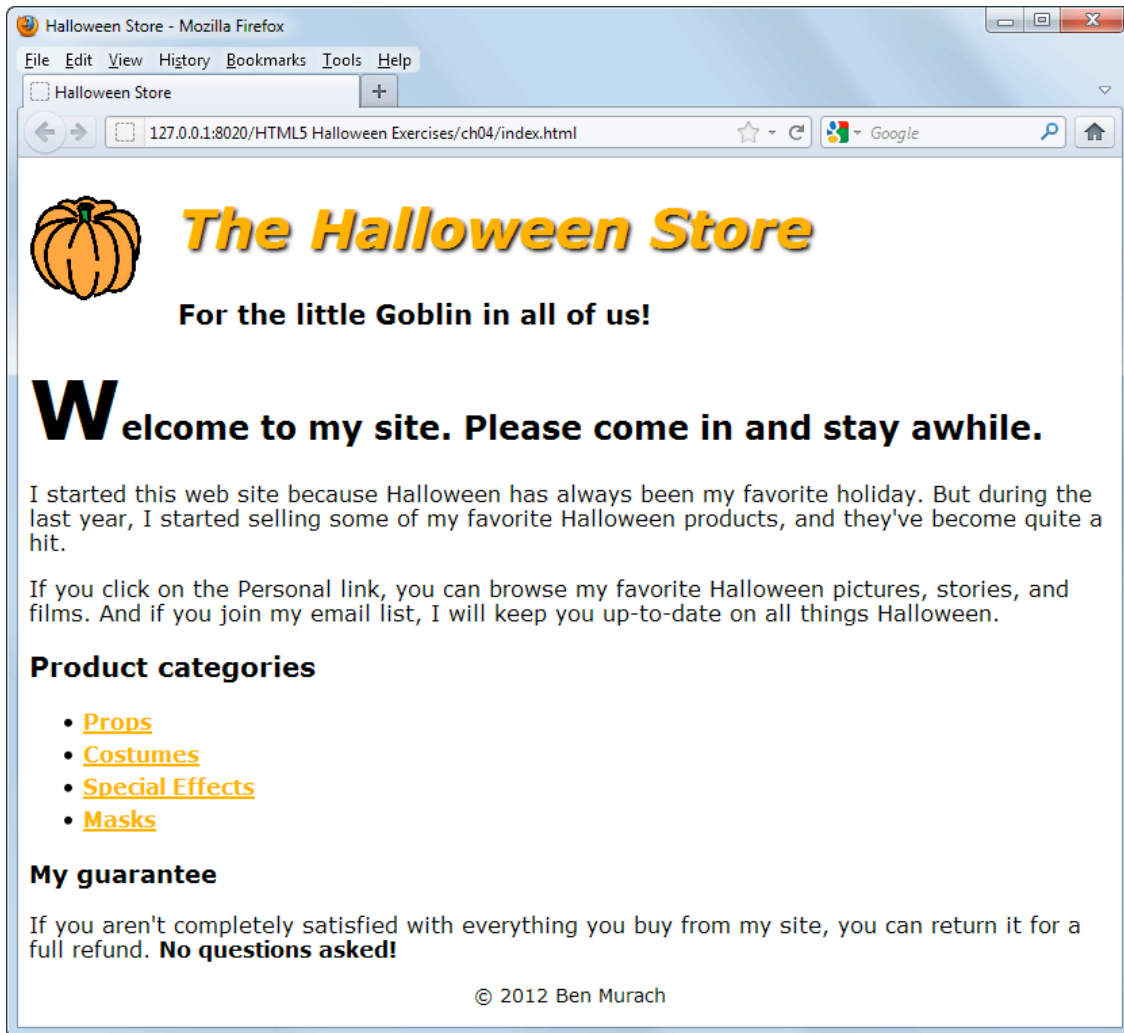 Halloween Store - Mozilla Firefox
File Edit View History Bookmarks Tools Help
Halloween Store
127.0.0.1:8020/HTML5 Halloween Exercises/ch04/index.html
Google
The Halloween Store
For the little Goblin in all of us!
Welcome to my site. Please come in and stay awhile.
I started this web site because Halloween has always been my favorite holiday. But during the
last year, I started selling some of my favorite Halloween products, and they've become quite a
hit.
If you click on the Personal link, you can browse my favorite Halloween pictures, stories, and
films. And if you join my email list, I will keep you up-to-date on all things Halloween.
Product categories
• Props
• Costumes
• Special Effects
• Masks
My guarantee
If you aren't completely satisfied with everything you buy from my site, you can return it for a
full refund. No questions asked!
© 2012 Ben Murach